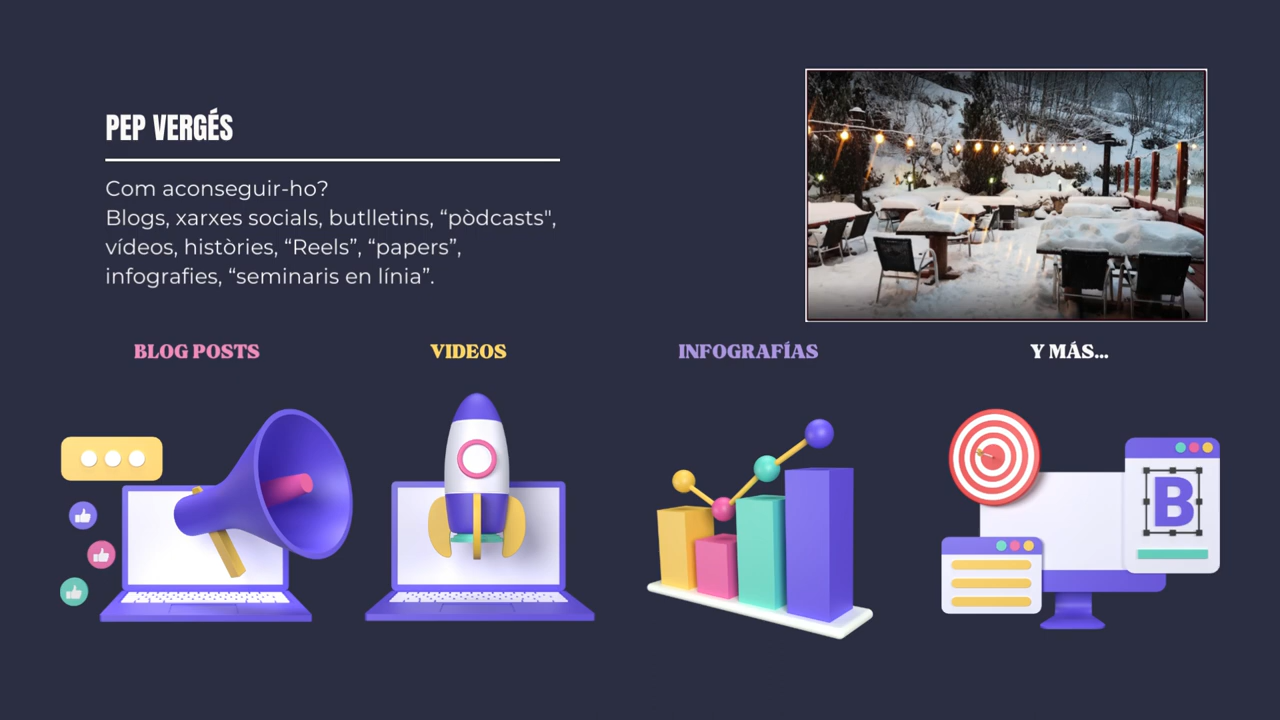 PEP VERGÉS
Com aconseguir-ho?
Blogs, xarxes socials, butlletins, “pòdcasts",
vídeos, històries, “Reels”, “papers”,
infografies, “seminaris en línia”.
BLOG POSTS
VIDEOS
INFOGRAFÍAS
Y MÁS...
B